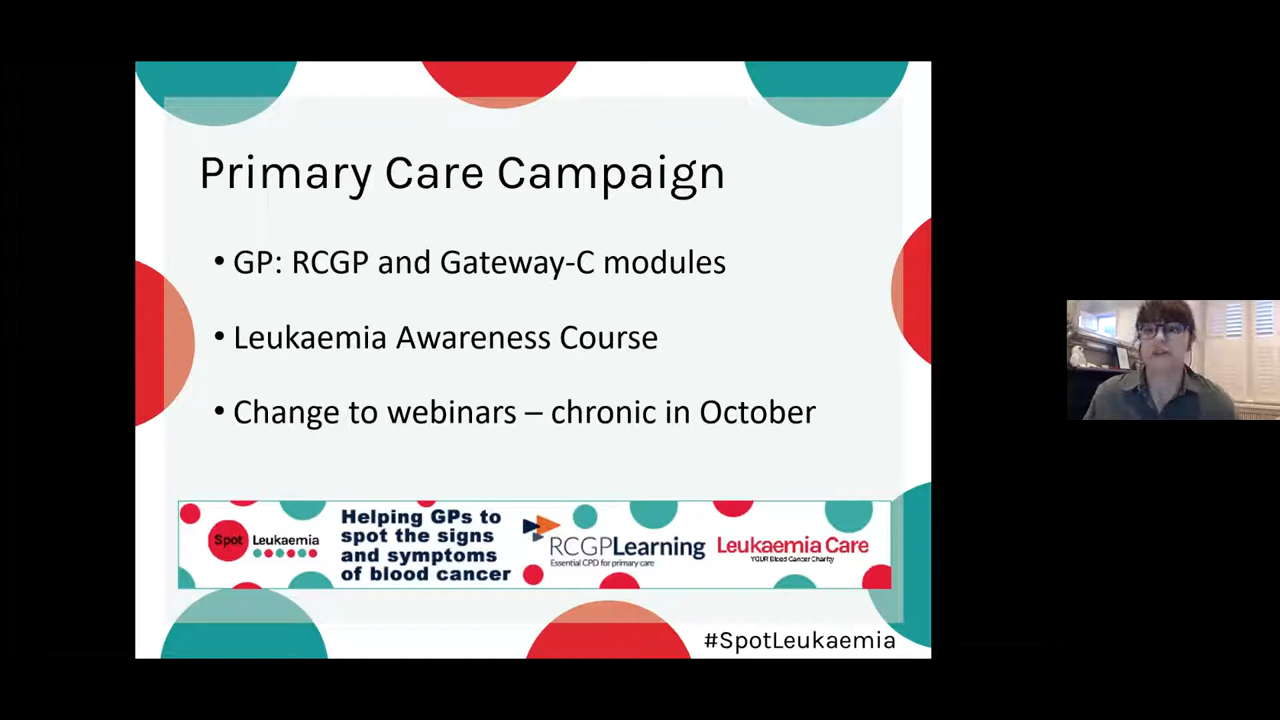 Primary Care Campaign
• GP: RCGP and Gateway-C modules
• Leukaemia Awareness Course
• Change to webinars – chronic in October
Spot Leukaemia
Helping GPs to
spot the signs
and symptoms
of blood cancer
RCGPLearning
Essential CPD for primary care
Leukaemia Care
YOUR Blood Cancer Charity
#SpotLeukaemia